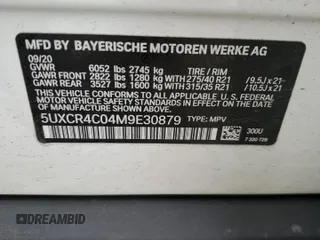 MFD BY BAYERISCHE MOTOREN WERKE AG
09/20
GVWR 6052 lbs 2745 kg TIRE / RIM
GAWR FRONT 2822 lbs 1280 kg WITH 275/40 R21 / 9.5J x 21
GAWR REAR 3527 lbs 1600 kg WITH 315/35 R21 / 10.5J x 21
THIS VEHICLE CONFORMS TO ALL APPLICABLE U.S. FEDERAL
MOTOR VEHICLE SAFETY STANDARDS IN EFFECT ON THE
DATE OF MANUFACTURE SHOWN ABOVE.
5UXCR4C04M9E30879 TYPE: MPV
300U
DREAMBID